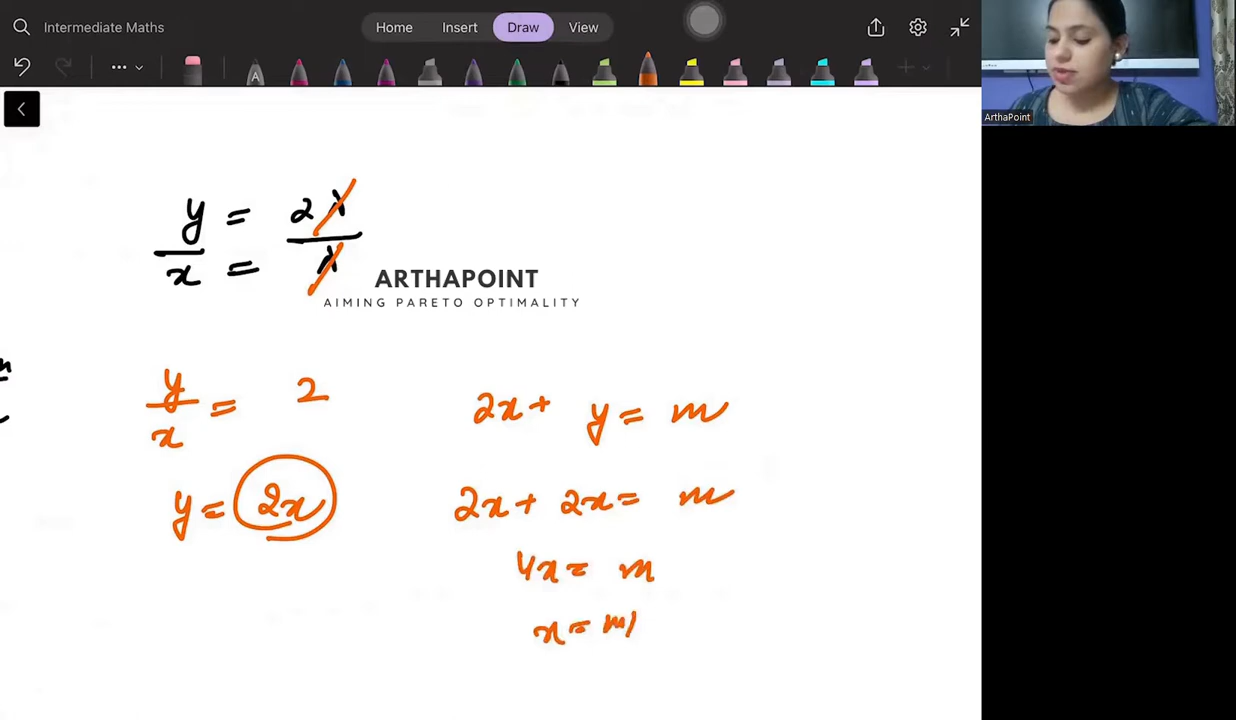 Intermediate Maths
Home Insert Draw View
A
ArthaPoint
y = 2λ
x = λ
ARTHAPOINT
AIMING PARETO OPTIMALITY
y/x = 2
2x + y = m
y = 2x
2x + 2x = m
4x = m
x = m/